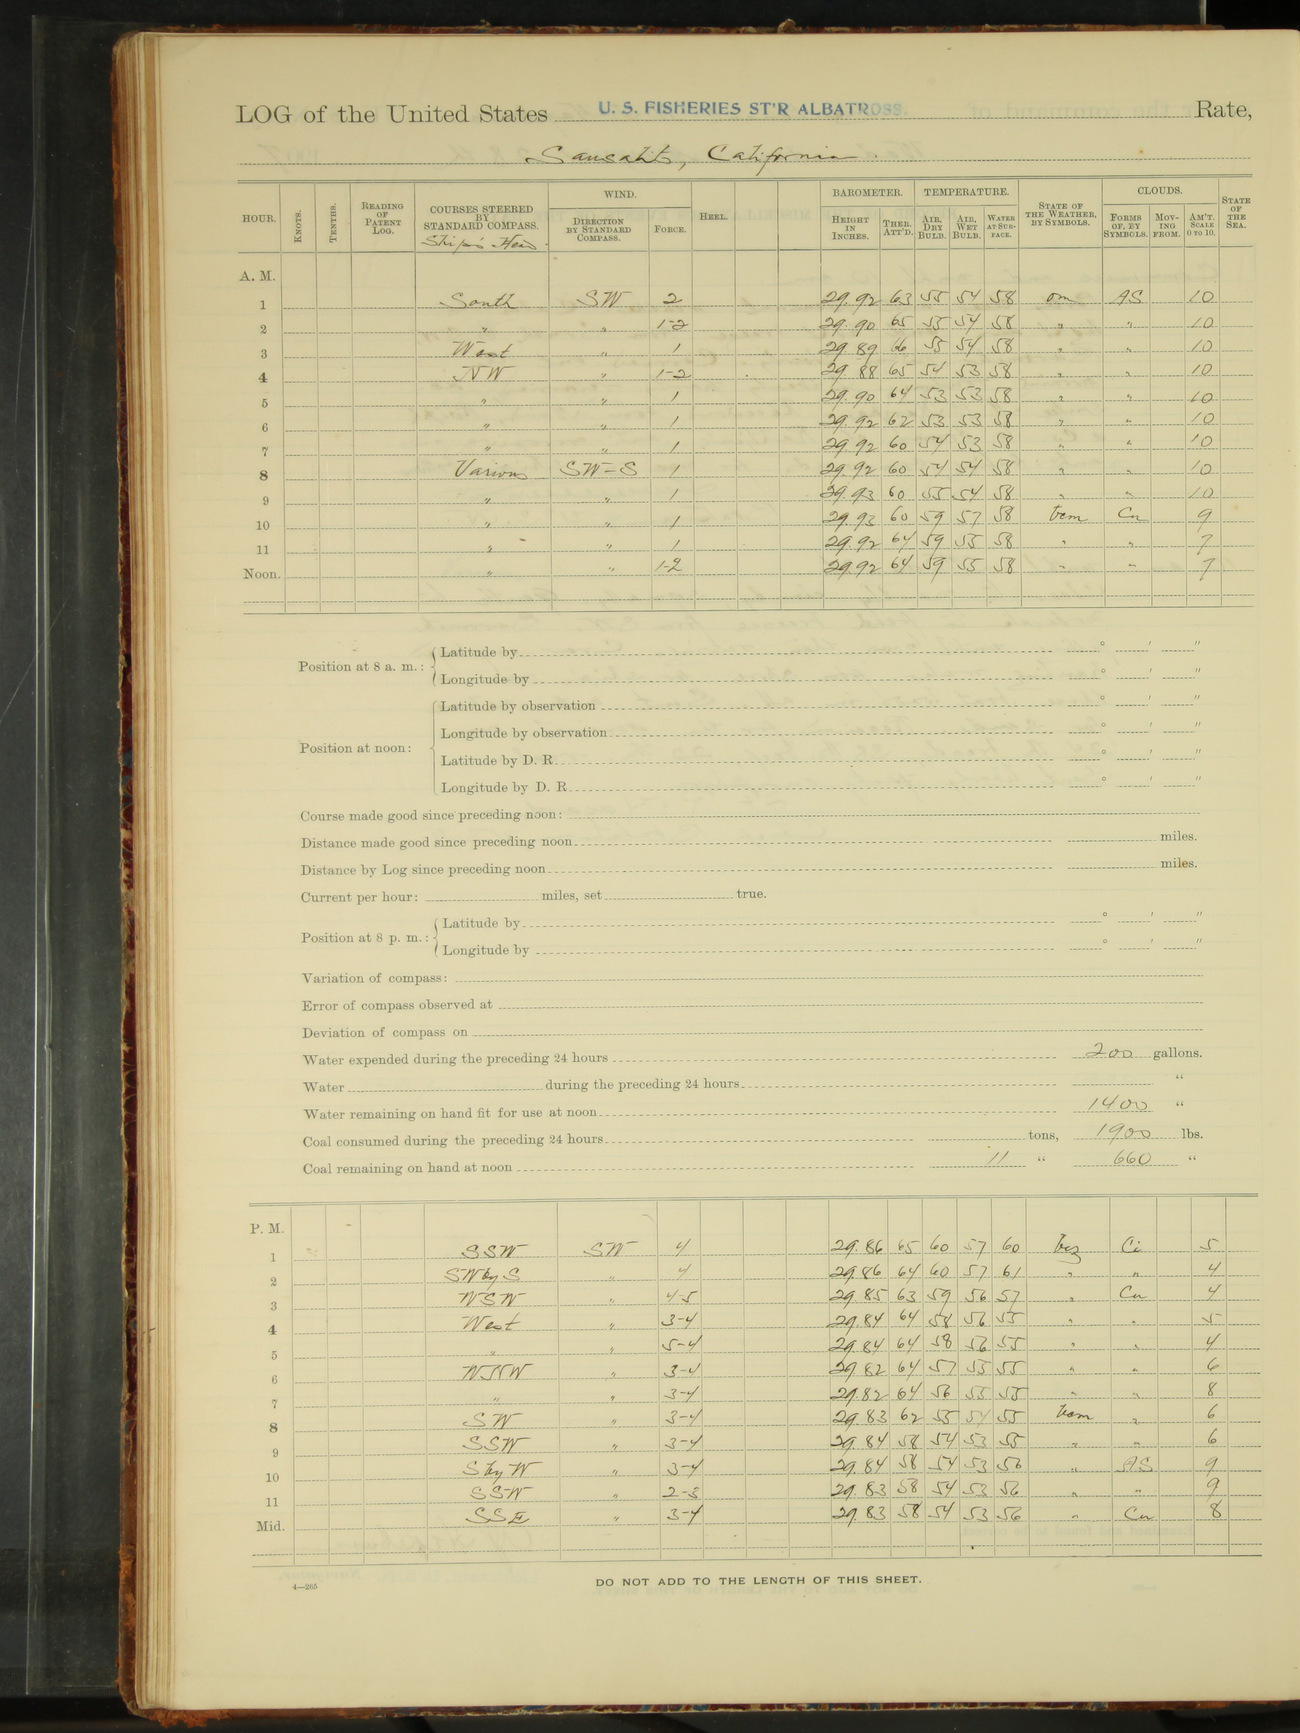 LOG of the United States U. S. FISHERIES ST'R ALBATROSS. Rate,
Sausalito, California.
HOUR. KNOTS. TENTHS. READING OF PATENT LOG. COURSES STEERED BY STANDARD COMPASS. WIND. DIRECTION BY STANDARD COMPASS. FORCE. HEEL. BAROMETER. HEIGHT IN INCHES. THER. ATT'D. TEMPERATURE. AIR, DRY BULB. AIR, WET BULB. WATER AT SURFACE. STATE OF THE WEATHER, BY SYMBOLS. CLOUDS. FORMS OF, BY SYMBOLS. MOVING FROM. AM'T. SCALE 0 TO 10. STATE OF THE SEA.
Ship's Head
A. M.
1 South SW 2 29.92 63 55 54 58 om AS 10
2 " " 1-2 29.90 65 55 54 58 " " 10
3 West " 1 29.89 66 55 54 58 " " 10
4 NW " 1-2 29.88 65 54 53 58 " " 10
5 " " 1 29.90 64 53 53 58 " " 10
6 " " 1 29.92 62 53 53 58 " " 10
7 " " 1 29.92 60 54 53 58 " " 10
8 Various SW-S 1 29.92 60 54 54 58 " " 10
9 " " 1 29.93 60 55 54 58 " " 10
10 " " 1 29.93 60 59 57 58 bcm Cu 9
11 " " 1 29.92 64 59 55 58 " " 7
Noon. " " 1-2 29.92 64 59 55 58 " " 7
Position at 8 a. m.: Latitude by ° ' "
Longitude by ° ' "
Position at noon: Latitude by observation ° ' "
Longitude by observation ° ' "
Latitude by D. R. ° ' "
Longitude by D. R. ° ' "
Course made good since preceding noon:
Distance made good since preceding noon miles.
Distance by Log since preceding noon miles.
Current per hour: miles, set true.
Position at 8 p. m.: Latitude by ° ' "
Longitude by ° ' "
Variation of compass:
Error of compass observed at
Deviation of compass on
Water expended during the preceding 24 hours 200 gallons.
Water during the preceding 24 hours "
Water remaining on hand fit for use at noon 1400 "
Coal consumed during the preceding 24 hours tons, 1900 lbs.
Coal remaining on hand at noon 11 " 660 "
P. M.
1 SSW SW 4 29.86 65 60 57 60 bcz Ci 5
2 SW by S " 4 29.86 64 60 57 61 " " 4
3 WSW " 4-5 29.85 63 59 56 57 " Cu 4
4 West " 3-4 29.84 64 58 56 55 " " 5
5 " " 5-4 29.84 64 58 56 55 " " 4
6 WNW " 3-4 29.82 64 57 55 55 " " 6
7 " " 3-4 29.82 64 56 55 55 " " 8
8 SW " 3-4 29.83 62 55 54 55 bcm " 6
9 SSW " 3-4 29.84 58 54 53 55 " " 6
10 S by W " 3-4 29.84 58 54 53 56 " AS 9
11 SSW " 2-3 29.83 58 54 53 56 " " 9
Mid. SSE " 3-4 29.83 58 54 53 56 " Cu 8
4—265
DO NOT ADD TO THE LENGTH OF THIS SHEET.